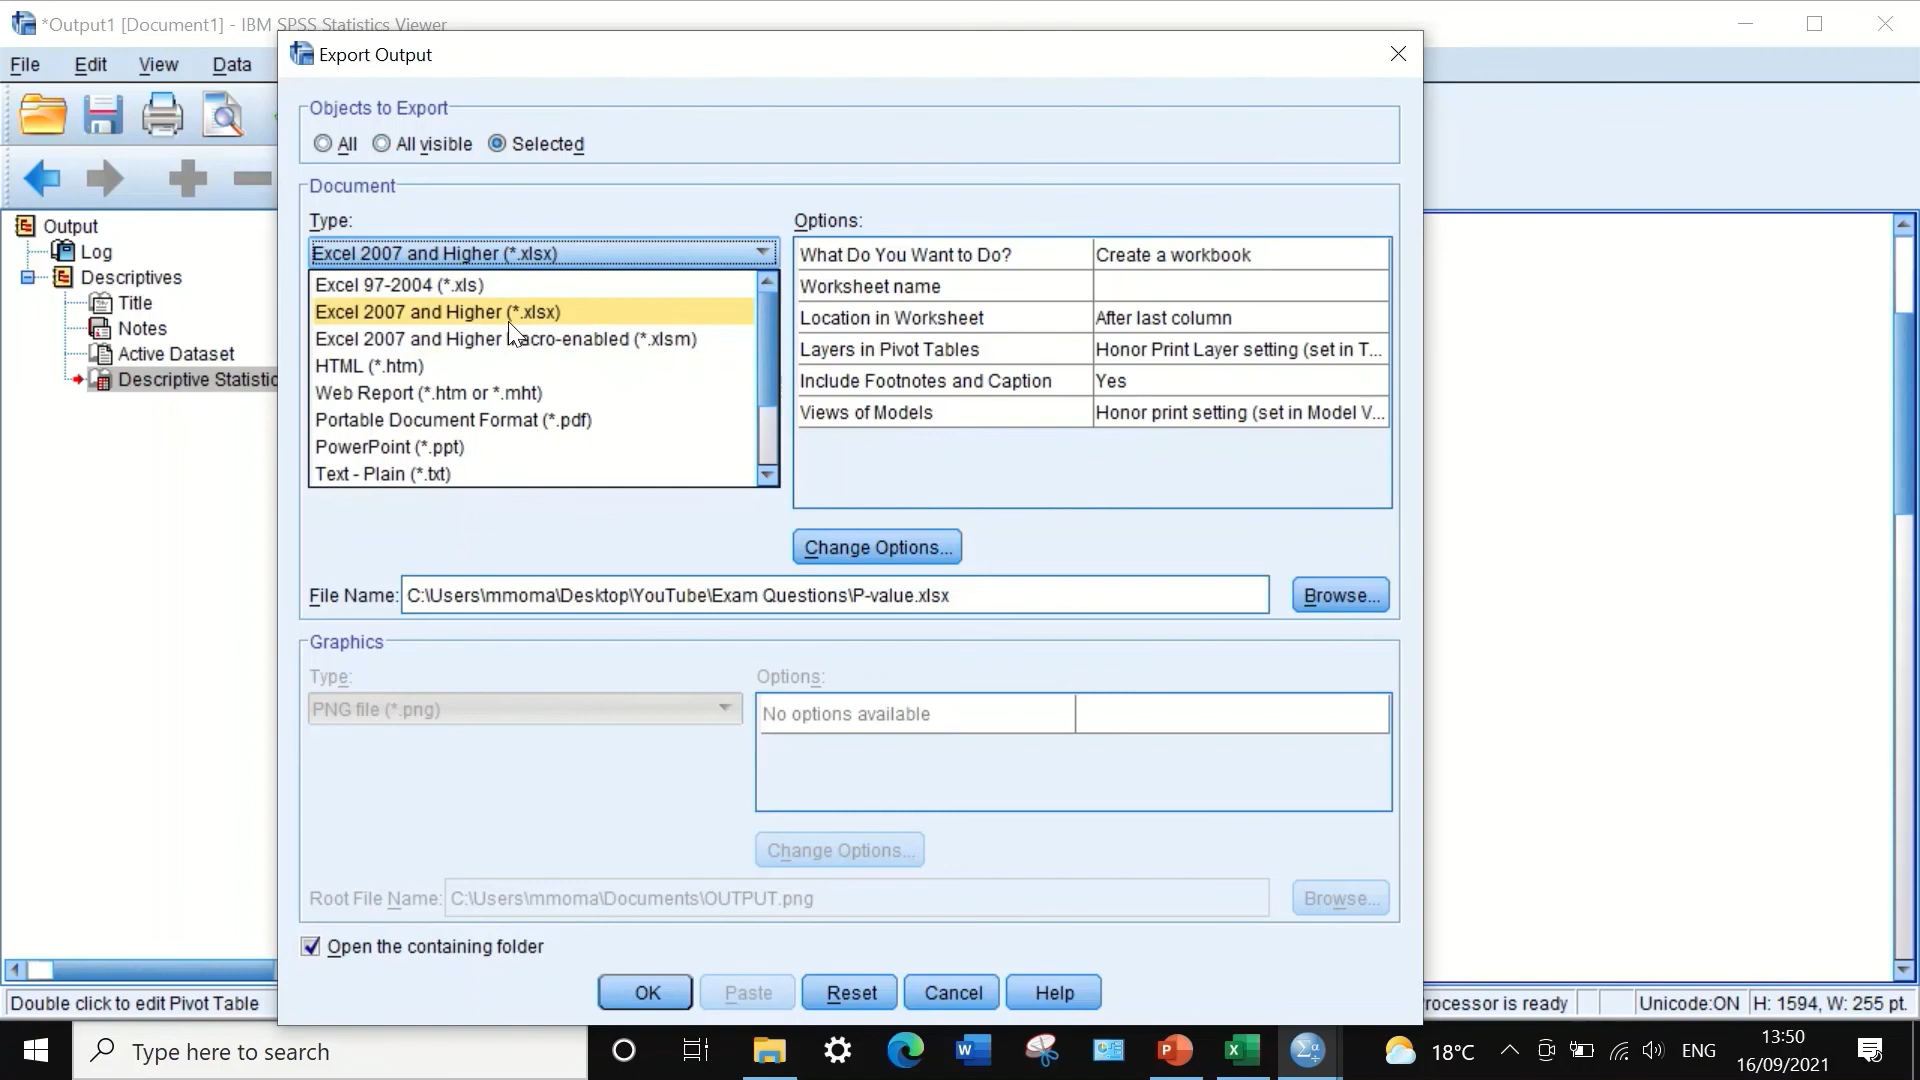 *Output1 [Document1] - IBM SPSS Statistics Viewer
File Edit View Data
Output
Log
Descriptives
Title
Notes
Active Dataset
Descriptive Statistic
Double click to edit Pivot Table
Export Output
Objects to Export
All All visible Selected
Document
Type:
Excel 2007 and Higher (*.xlsx)
Excel 97-2004 (*.xls)
Excel 2007 and Higher (*.xlsx)
Excel 2007 and Higher acro-enabled (*.xlsm)
HTML (*.htm)
Web Report (*.htm or *.mht)
Portable Document Format (*.pdf)
PowerPoint (*.ppt)
Text - Plain (*.txt)
Options:
What Do You Want to Do? Create a workbook
Worksheet name
Location in Worksheet After last column
Layers in Pivot Tables Honor Print Layer setting (set in T...
Include Footnotes and Caption Yes
Views of Models Honor print setting (set in Model V...
Change Options...
File Name: C:\Users\mmoma\Desktop\YouTube\Exam Questions\P-value.xlsx Browse...
Graphics
Type:
PNG file (*.png)
Options:
No options available
Change Options...
Root File Name: C:\Users\mmoma\Documents\OUTPUT.png Browse...
Open the containing folder
OK Paste Reset Cancel Help
rocessor is ready Unicode:ON H: 1594, W: 255 pt.
Type here to search
18°C ENG
13:50
16/09/2021